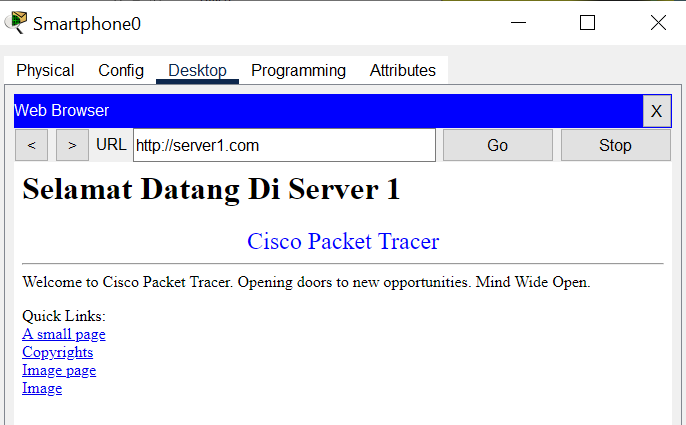 Smartphone0
Physical Config Desktop Programming Attributes
Web Browser X
< > URL http://server1.com Go Stop
Selamat Datang Di Server 1
Cisco Packet Tracer
Welcome to Cisco Packet Tracer. Opening doors to new opportunities. Mind Wide Open.
Quick Links:
A small page
Copyrights
Image page
Image